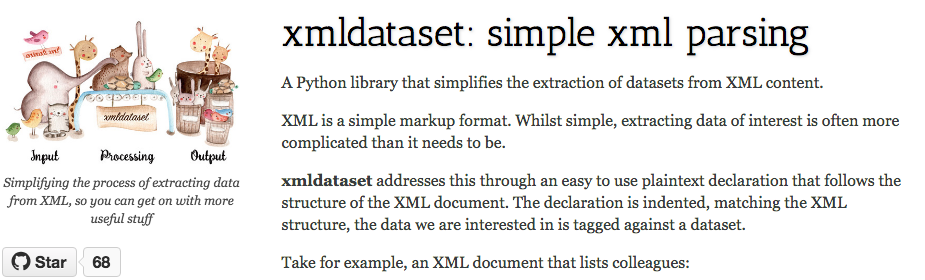 animals.xml
xmldataset
Input Processing Output
Simplifying the process of extracting data
from XML, so you can get on with more
useful stuff
Star 68
xmldataset: simple xml parsing
A Python library that simplifies the extraction of datasets from XML content.
XML is a simple markup format. Whilst simple, extracting data of interest is often more
complicated than it needs to be.
xmldataset addresses this through an easy to use plaintext declaration that follows the
structure of the XML document. The declaration is indented, matching the XML
structure, the data we are interested in is tagged against a dataset.
Take for example, an XML document that lists colleagues: